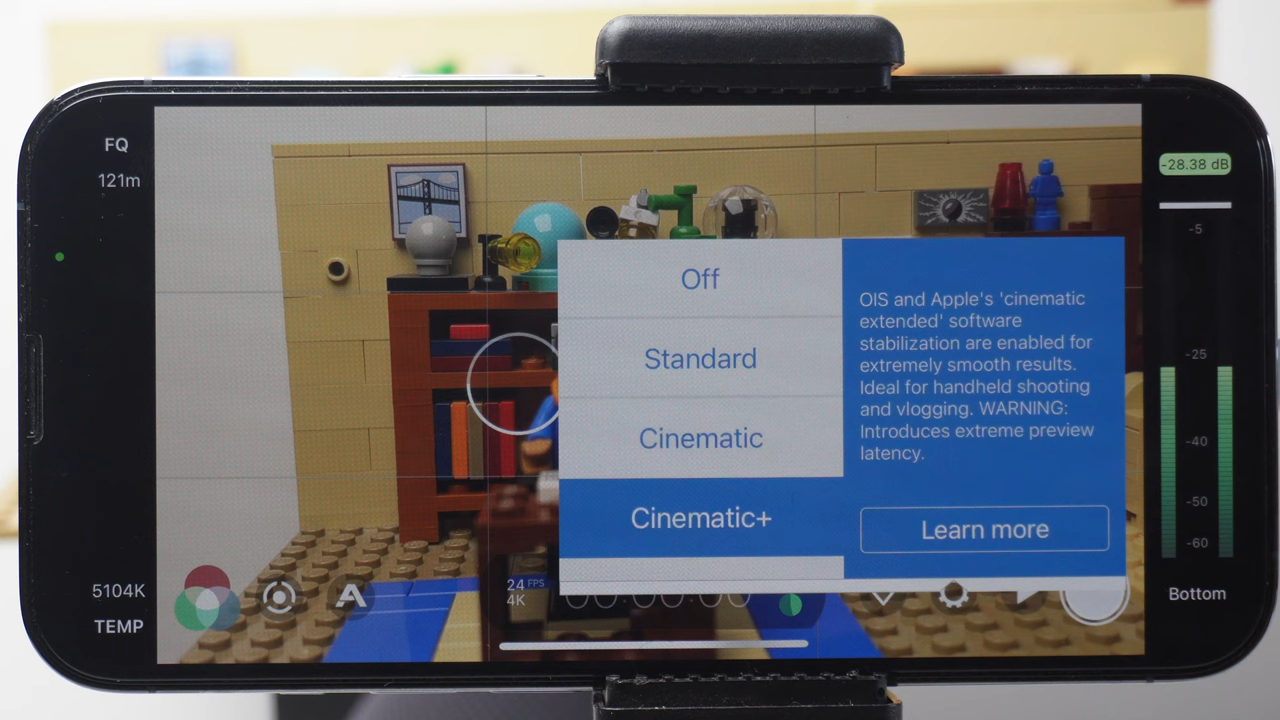 FQ
121m
-28.38 dB
-5
-25
-40
-50
-60
Bottom
Off
Standard
Cinematic
Cinematic+
OIS and Apple's 'cinematic
extended' software
stabilization are enabled for
extremely smooth results.
Ideal for handheld shooting
and vlogging. WARNING:
Introduces extreme preview
latency.
Learn more
5104K
TEMP
A
24 FPS
4K